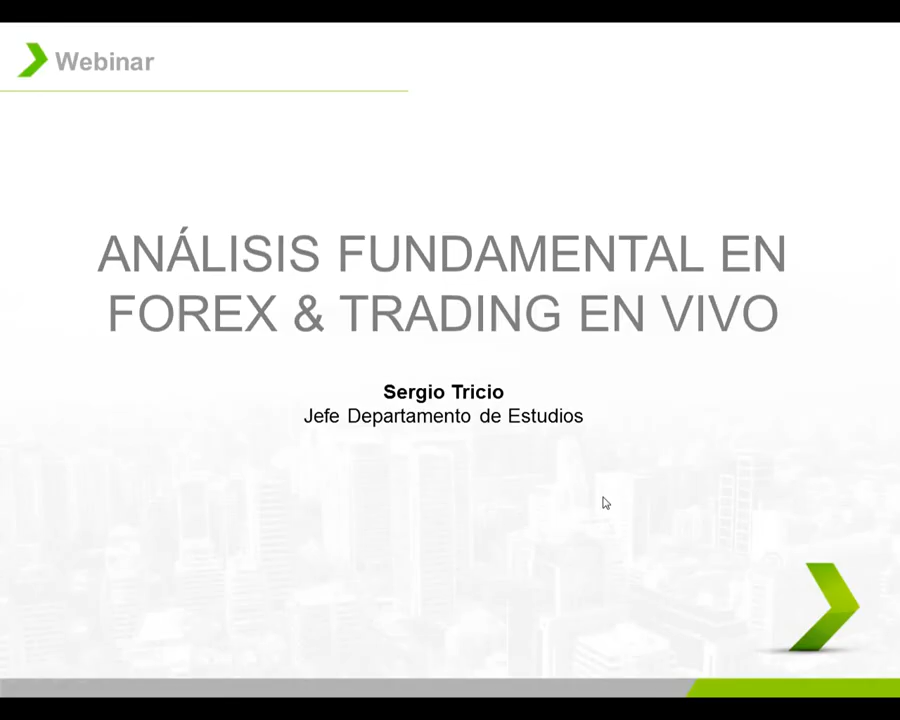 Webinar
ANÁLISIS FUNDAMENTAL EN
FOREX & TRADING EN VIVO
Sergio Tricio
Jefe Departamento de Estudios